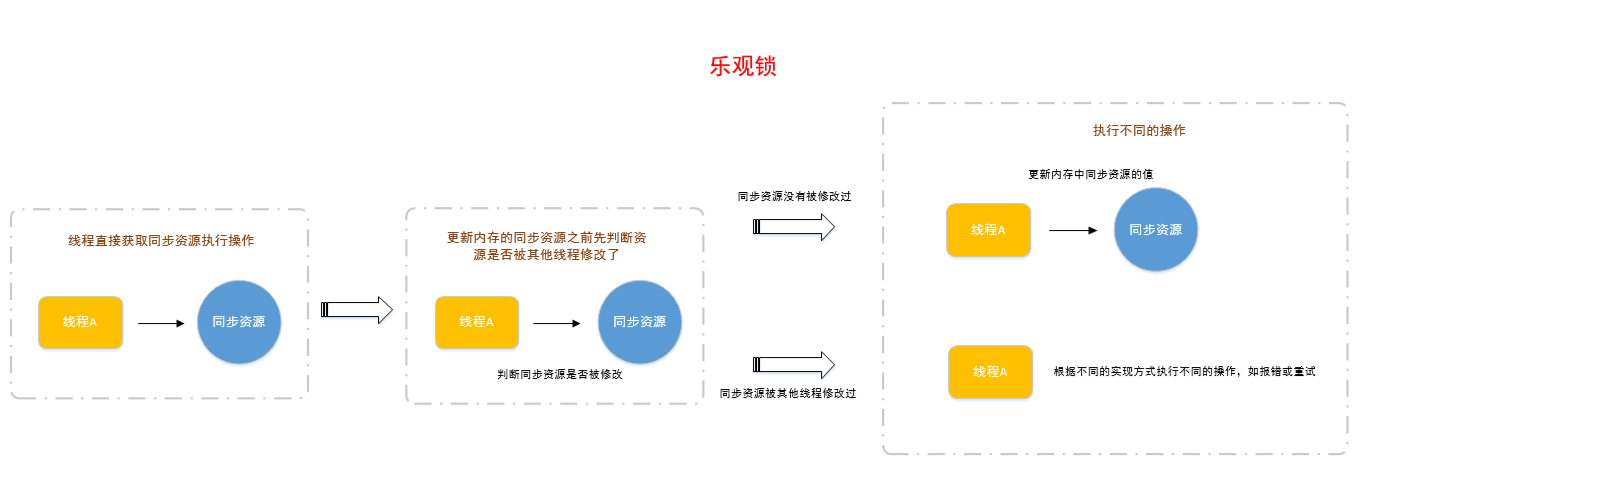 乐观锁
线程直接获取同步资源执行操作
线程A
同步资源
更新内存的同步资源之前先判断资
源是否被其他线程修改了
线程A
同步资源
判断同步资源是否被修改
同步资源没有被修改过
同步资源被其他线程修改过
执行不同的操作
更新内存中同步资源的值
线程A
同步资源
线程A
根据不同的实现方式执行不同的操作，如报错或重试